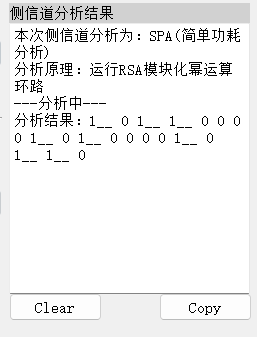 侧信道分析结果
本次侧信道分析为：SPA(简单功耗
分析)
分析原理：运行RSA模块化幂运算
环路
---分析中---
分析结果：1__ 0 1__ 1__ 0 0 0
0 1__ 0 1__ 0 0 0 0 1__ 0
1__ 1__ 0
Clear
Copy